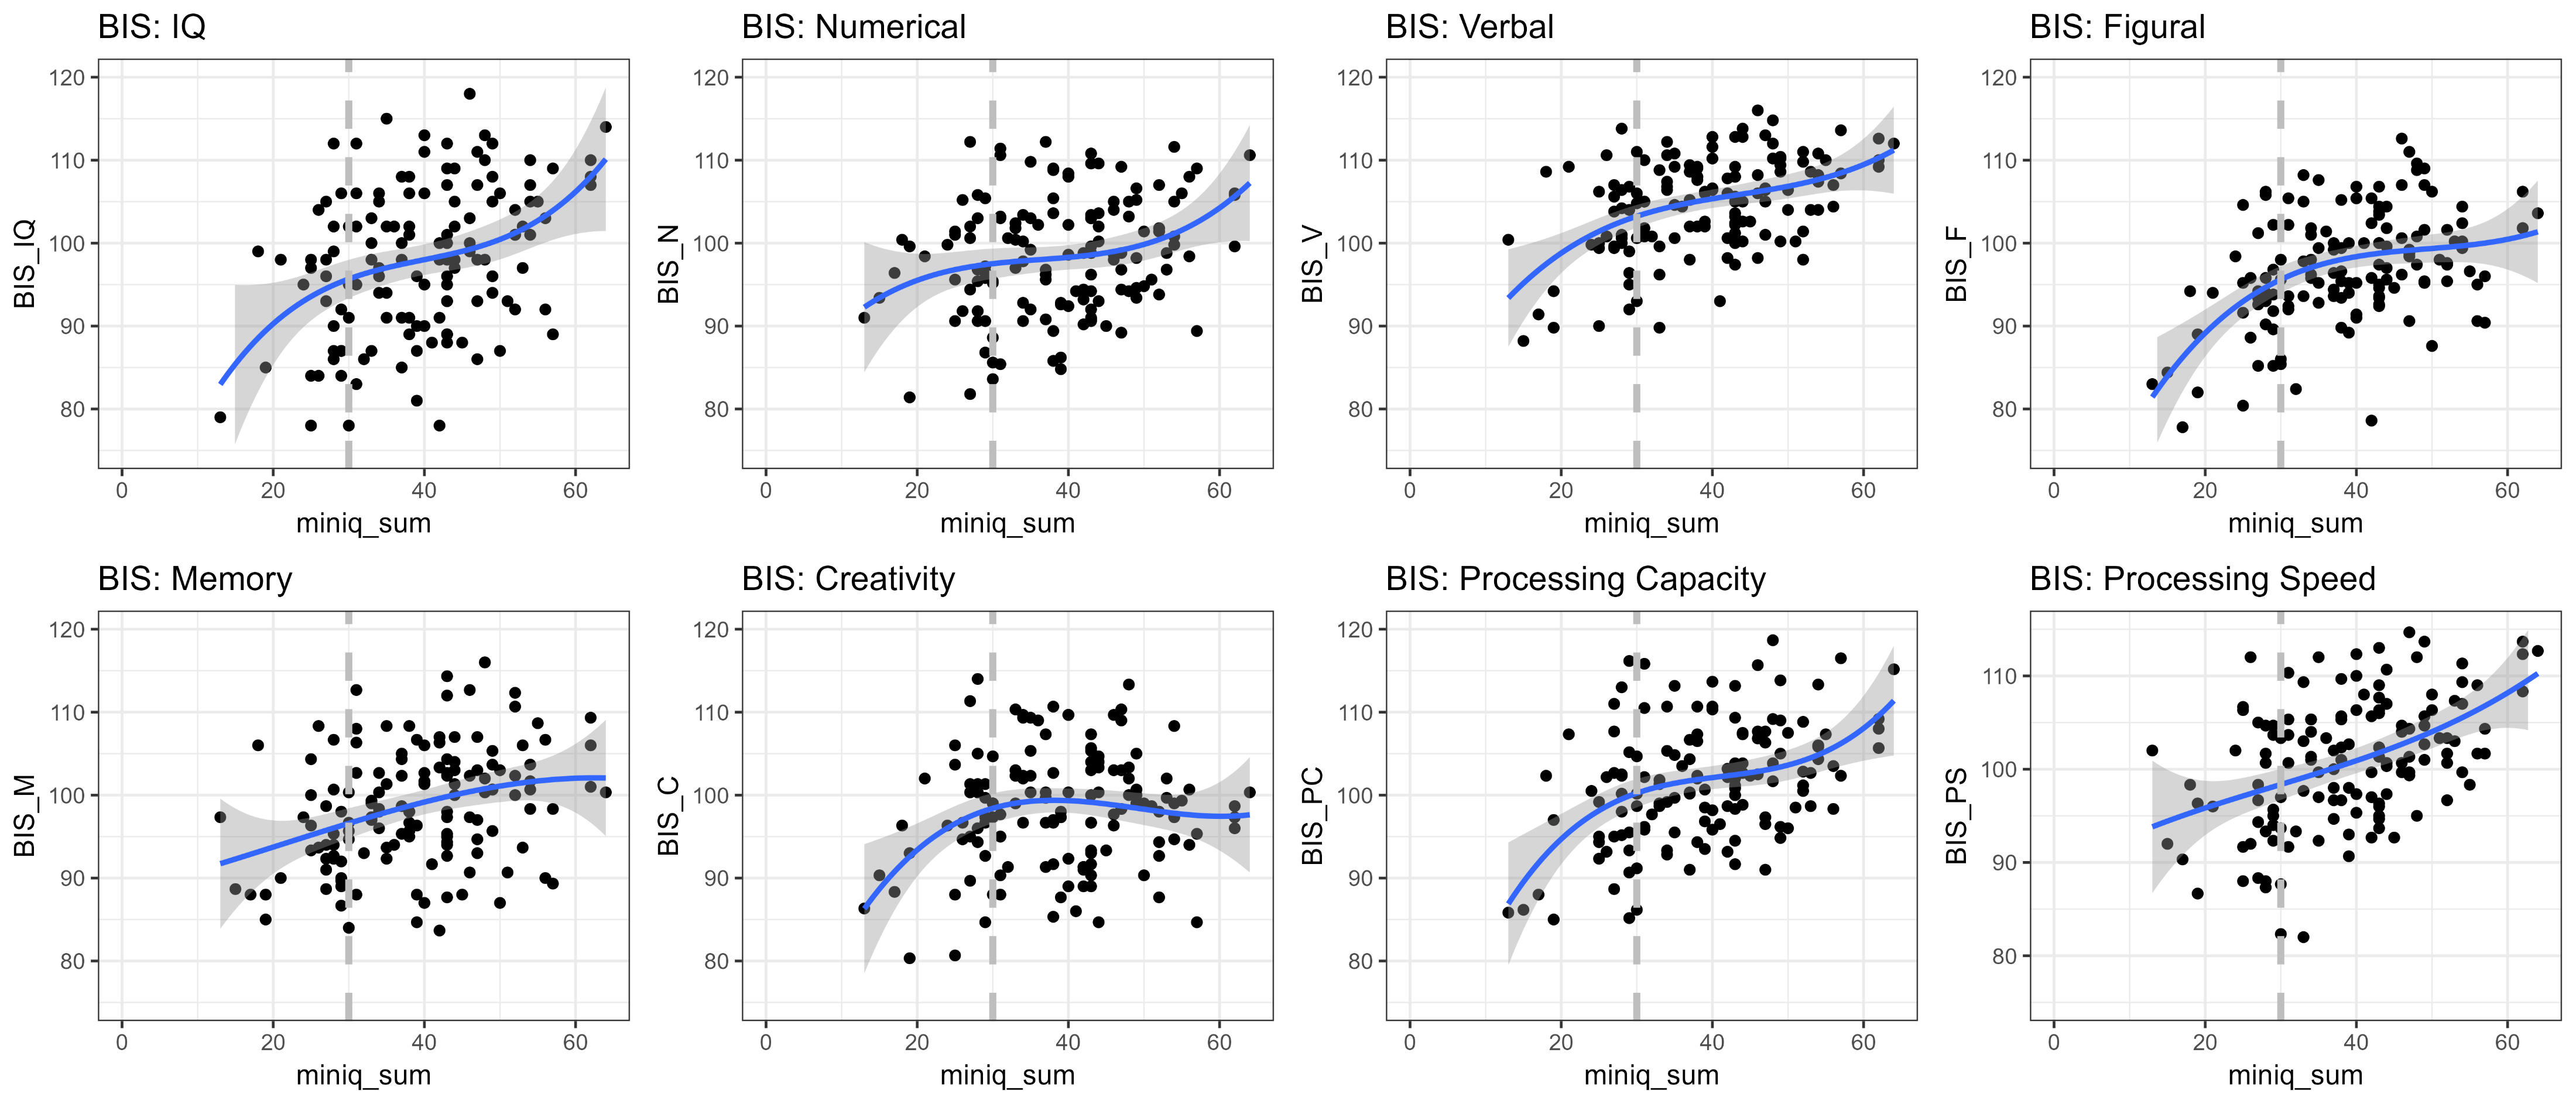 BIS: IQ
120
110
100
90
80
BIS_IQ
0 20 40 60
miniq_sum
BIS: Numerical
120
110
100
90
80
BIS_N
0 20 40 60
miniq_sum
BIS: Verbal
120
110
100
90
80
BIS_V
0 20 40 60
miniq_sum
BIS: Figural
120
110
100
90
80
BIS_F
0 20 40 60
miniq_sum
BIS: Memory
120
110
100
90
80
BIS_M
0 20 40 60
miniq_sum
BIS: Creativity
120
110
100
90
80
BIS_C
0 20 40 60
miniq_sum
BIS: Processing Capacity
120
110
100
90
80
BIS_PC
0 20 40 60
miniq_sum
BIS: Processing Speed
110
100
90
80
BIS_PS
0 20 40 60
miniq_sum